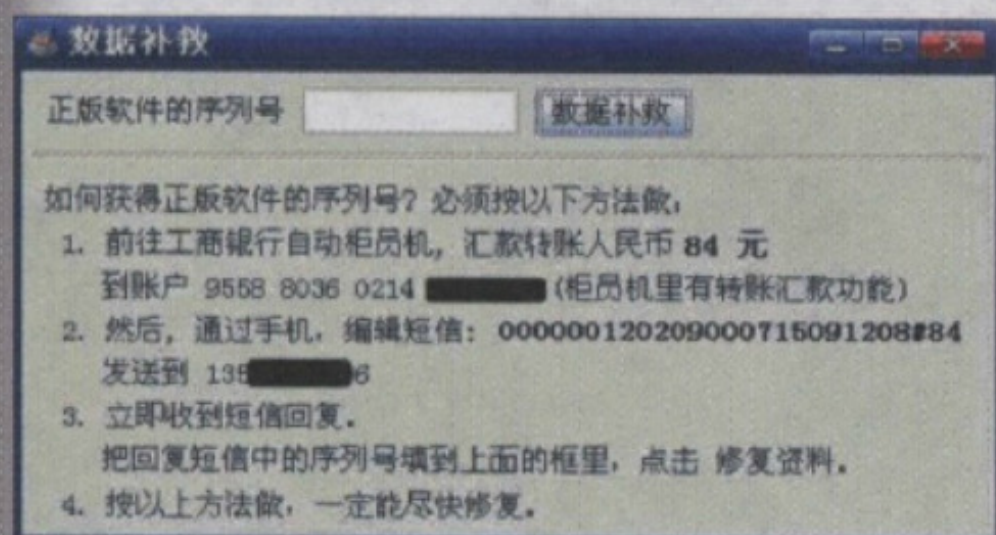 数据补救
正版软件的序列号 数据补救
如何获得正版软件的序列号？必须按以下方法做，
1. 前往工商银行自动柜员机，汇款转账人民币 84 元
到账户 9558 8036 0214 (柜员机里有转账汇款功能)
2. 然后，通过手机，编辑短信：0000001202090007150912​08#84
发送到 135 6
3. 立即收到短信回复。
把回复短信中的序列号填到上面的框里，点击 修复资料。
4. 按以上方法做，一定能尽快修复。